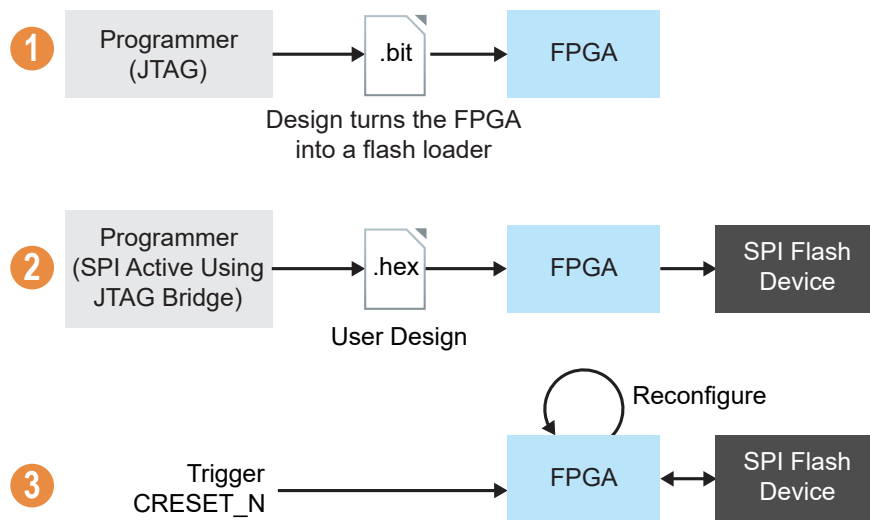 1
Programmer
(JTAG)
.bit
FPGA
Design turns the FPGA
into a flash loader
2
Programmer
(SPI Active Using
JTAG Bridge)
.hex
FPGA
SPI Flash
Device
User Design
3
Trigger
CRESET_N
Reconfigure
FPGA
SPI Flash
Device